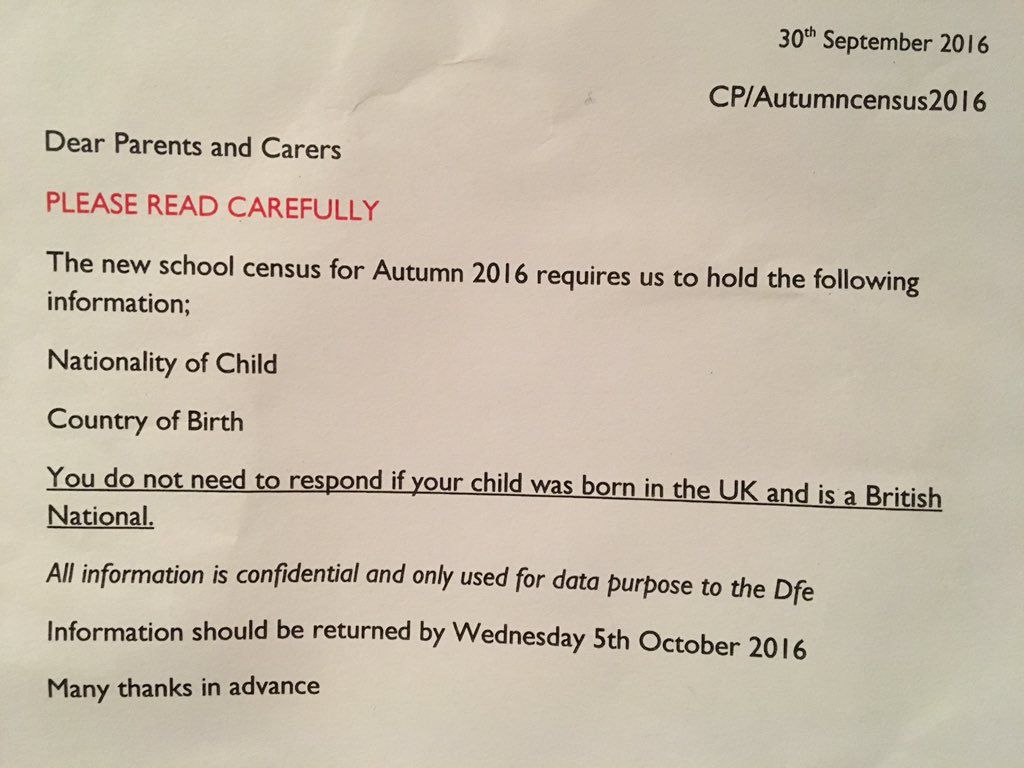 30th September 2016
CP/Autumncensus2016
Dear Parents and Carers
PLEASE READ CAREFULLY
The new school census for Autumn 2016 requires us to hold the following
information;
Nationality of Child
Country of Birth
You do not need to respond if your child was born in the UK and is a British
National.
All information is confidential and only used for data purpose to the Dfe
Information should be returned by Wednesday 5th October 2016
Many thanks in advance